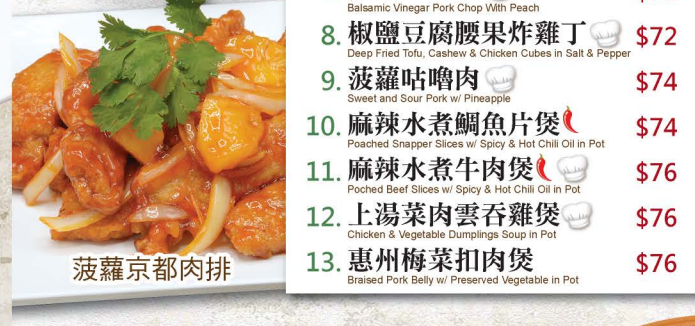 Balsamic Vinegar Pork Chop With Peach
8. 椒鹽豆腐腰果炸雞丁 $72
Deep Fried Tofu, Cashew & Chicken Cubes in Salt & Pepper
9. 菠蘿咕嚕肉 $74
Sweet and Sour Pork w/ Pineapple
10. 麻辣水煮鯛魚片煲 $74
Poached Snapper Slices w/ Spicy & Hot Chili Oil in Pot
11. 麻辣水煮牛肉煲 $76
Poched Beef Slices w/ Spicy & Hot Chili Oil in Pot
12. 上湯菜肉雲吞雞煲 $76
Chicken & Vegetable Dumplings Soup in Pot
13. 惠州梅菜扣肉煲 $76
Braised Pork Belly w/ Preserved Vegetable in Pot
菠蘿京都肉排